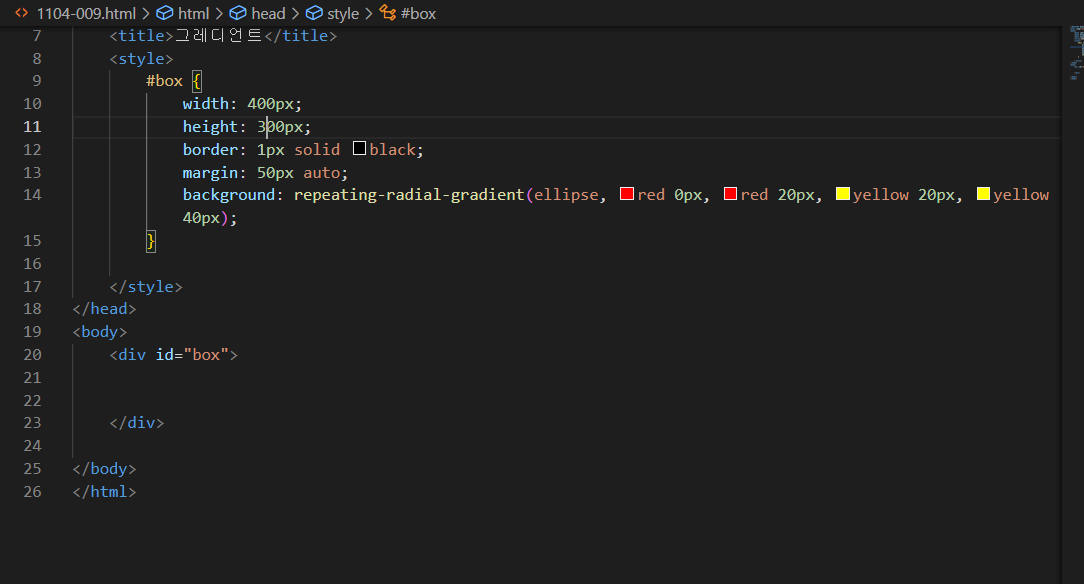 1104-009.html > html > head > style > #box
7 <title>그레디언트</title>
8 <style>
9 #box {
10 width: 400px;
11 height: 300px;
12 border: 1px solid black;
13 margin: 50px auto;
14 background: repeating-radial-gradient(ellipse, red 0px, red 20px, yellow 20px, yellow
40px);
15 }
16
17 </style>
18 </head>
19 <body>
20 <div id="box">
21
22
23 </div>
24
25 </body>
26 </html>